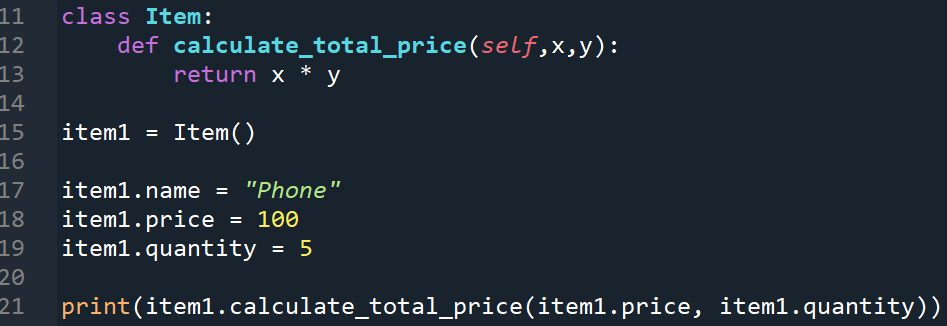 11 class Item:
12     def calculate_total_price(self,x,y):
13         return x * y
14
15 item1 = Item()
16
17 item1.name = "Phone"
18 item1.price = 100
19 item1.quantity = 5
20
21 print(item1.calculate_total_price(item1.price, item1.quantity))